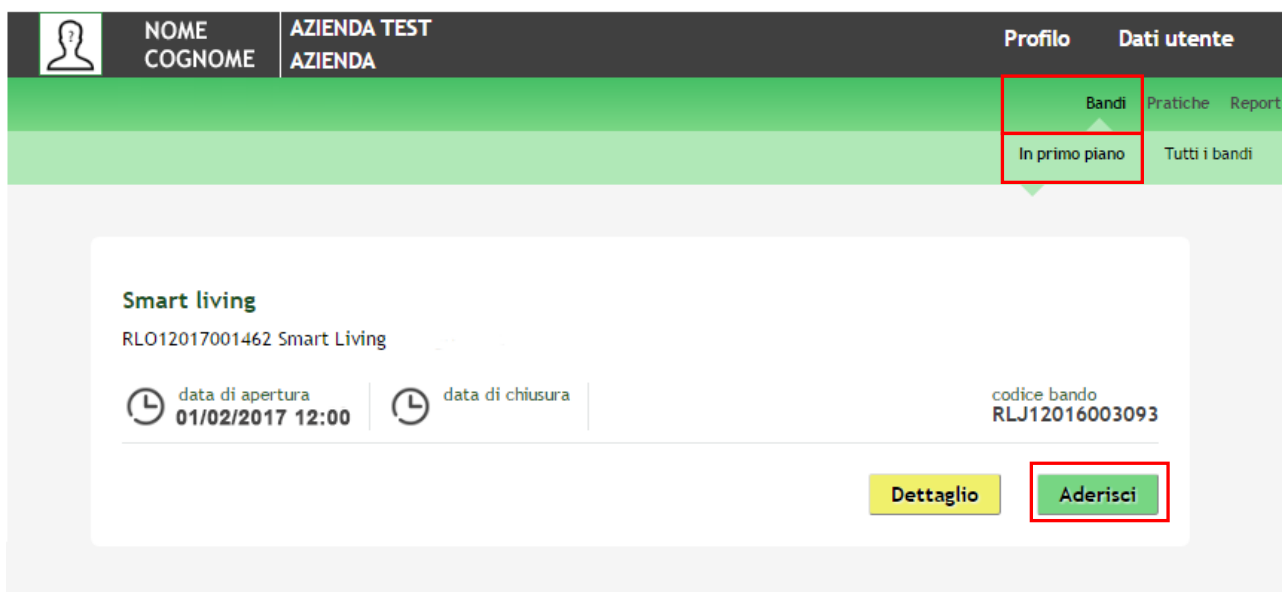 NOME
COGNOME
AZIENDA TEST
AZIENDA
Profilo Dati utente
Bandi Pratiche Report
In primo piano Tutti i bandi
Smart living
RLO12017001462 Smart Living
data di apertura
01/02/2017 12:00
data di chiusura
codice bando
RLJ12016003093
Dettaglio Aderisci